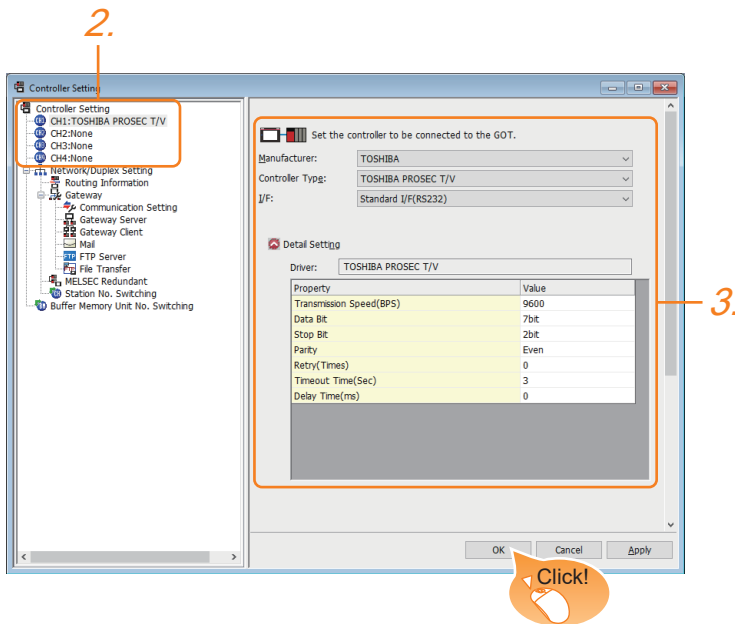 2.
Controller Setting
Controller Setting
CH1:TOSHIBA PROSEC T/V
CH2:None
CH3:None
CH4:None
Network/Duplex Setting
Routing Information
Gateway
Communication Setting
Gateway Server
Gateway Client
Mail
FTP FTP Server
File Transfer
MELSEC Redundant
Station No. Switching
Buffer Memory Unit No. Switching
Set the controller to be connected to the GOT.
Manufacturer: TOSHIBA
Controller Type: TOSHIBA PROSEC T/V
I/F: Standard I/F(RS232)
Detail Setting
Driver: TOSHIBA PROSEC T/V
Property Value
Transmission Speed(BPS) 9600
Data Bit 7bit
Stop Bit 2bit
Parity Even
Retry(Times) 0
Timeout Time(Sec) 3
Delay Time(ms) 0
3.
OK Cancel Apply
Click!